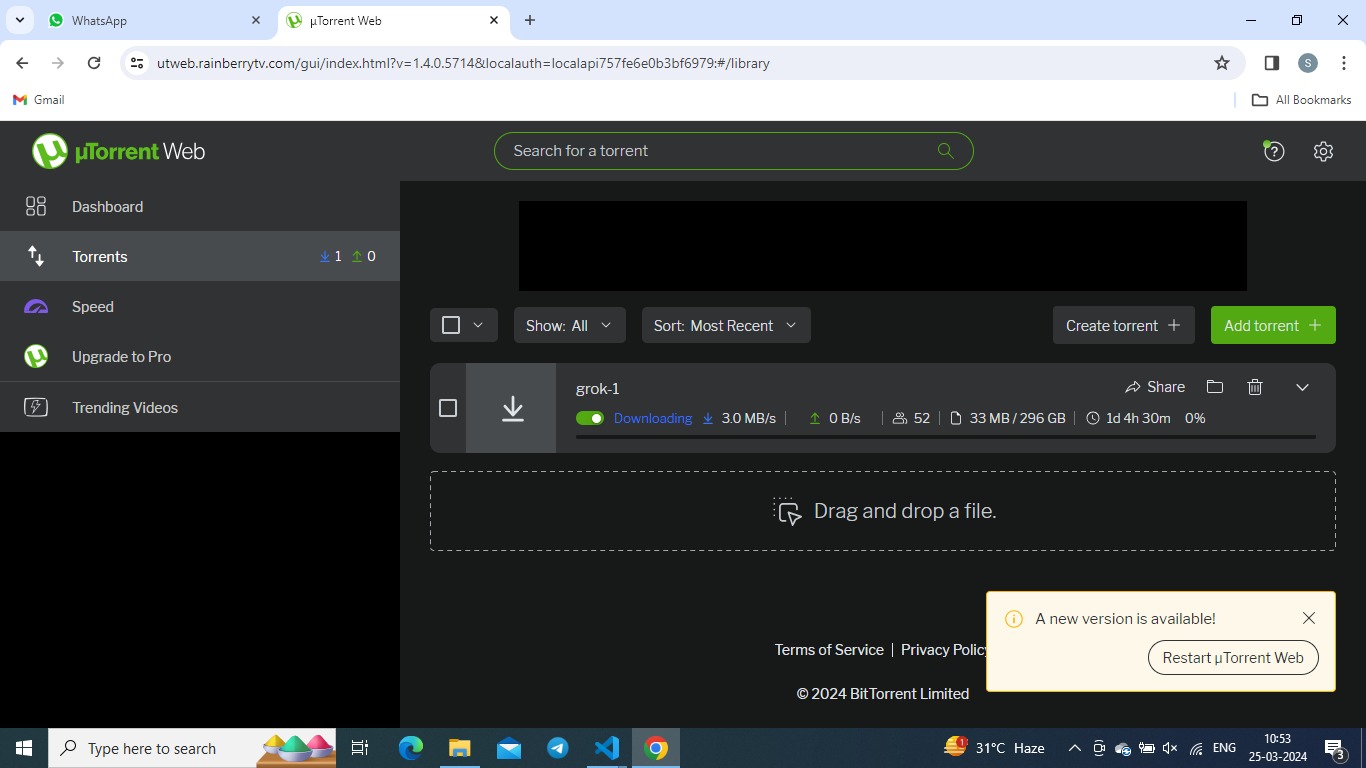 WhatsApp
µTorrent Web
utweb.rainberrytv.com/gui/index.html?v=1.4.0.5714&localauth=localapi757fe6e0b3bf6979:#/library
S
Gmail
All Bookmarks
µTorrent Web
Search for a torrent
?
Dashboard
Torrents 1 0
Speed
Upgrade to Pro
Trending Videos
Show: All
Sort: Most Recent
Create torrent +
Add torrent +
grok-1
Share
Downloading 3.0 MB/s | 0 B/s | 52 | 33 MB / 296 GB | 1d 4h 30m 0%
Drag and drop a file.
A new version is available!
Restart µTorrent Web
Terms of Service | Privacy Policy
© 2024 BitTorrent Limited
Type here to search
1
31°C Haze
ENG
10:53
25-03-2024
3